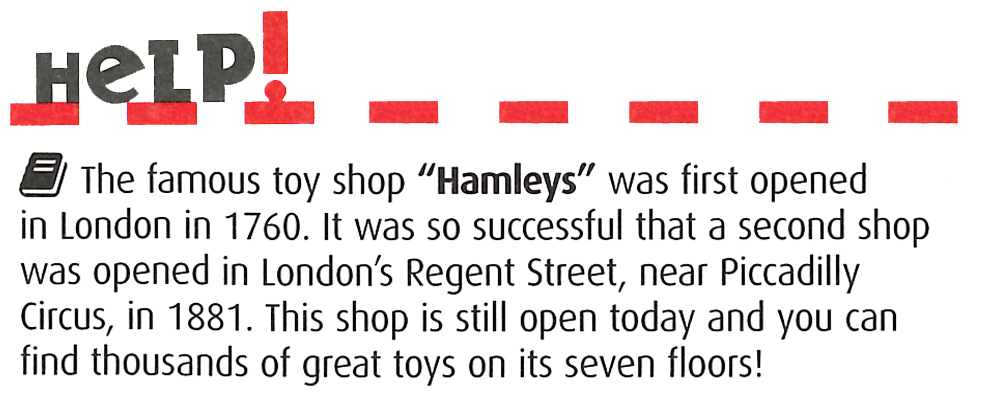 HeLP!
The famous toy shop “Hamleys” was first opened
in London in 1760. It was so successful that a second shop
was opened in London’s Regent Street, near Piccadilly
Circus, in 1881. This shop is still open today and you can
find thousands of great toys on its seven floors!